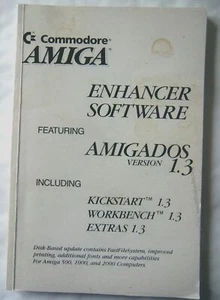 Commodore
AMIGA
ENHANCER
SOFTWARE
FEATURING
AMIGADOS
VERSION 1.3
INCLUDING
KICKSTART™ 1.3
WORKBENCH™ 1.3
EXTRAS 1.3
Disk-Based update contains FastFileSystem, improved
printing, additional fonts and more capabilities
For Amiga 500, 1000, and 2000 Computers.